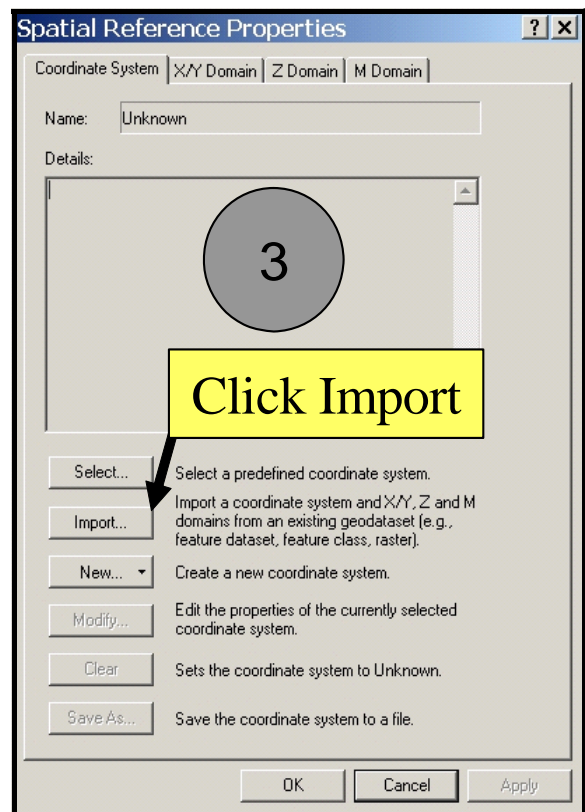 Spatial Reference Properties ? ×
Coordinate System X/Y Domain Z Domain M Domain
Name: Unknown
Details:
3
Click Import
Select... Select a predefined coordinate system.
Import... Import a coordinate system and X/Y, Z and M
domains from an existing geodataset (e.g.,
feature dataset, feature class, raster).
New... Create a new coordinate system.
Modify... Edit the properties of the currently selected
coordinate system.
Clear Sets the coordinate system to Unknown.
Save As... Save the coordinate system to a file.
OK Cancel Apply